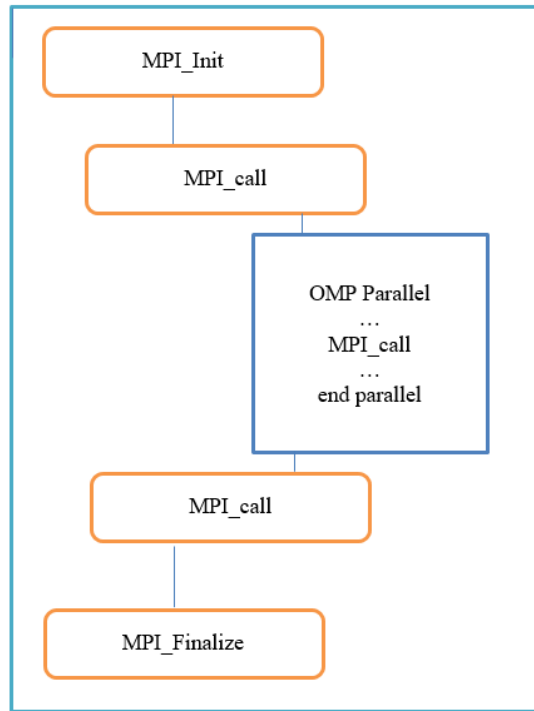 MPI_Init
MPI_call
OMP Parallel
…
MPI_call
…
end parallel
MPI_call
MPI_Finalize